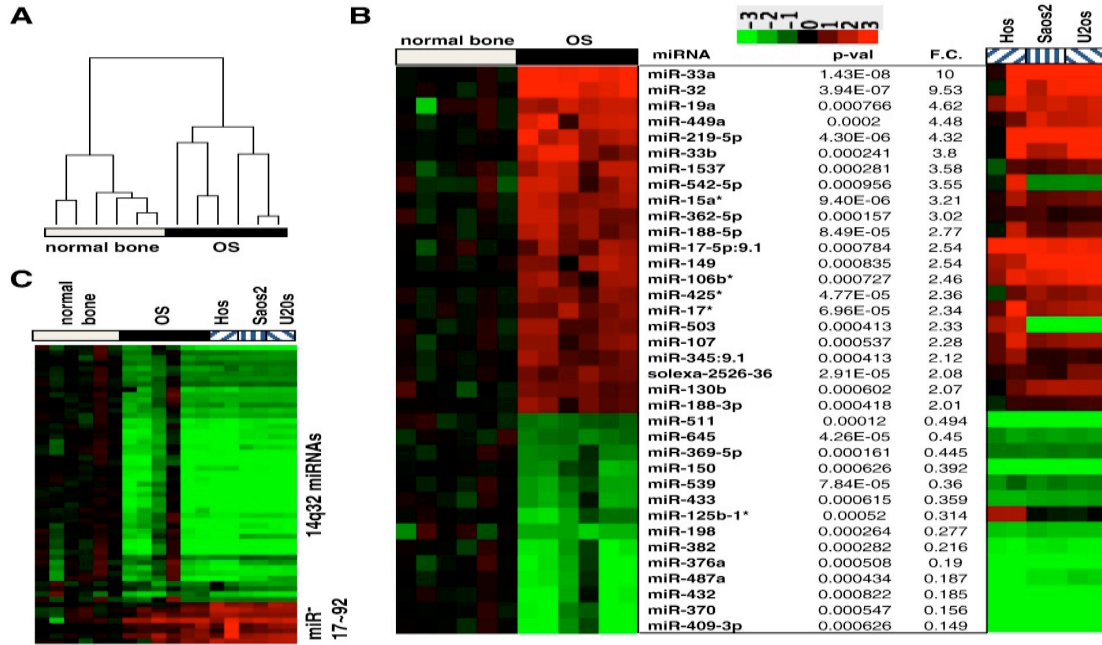 A
normal bone OS
B
-3 -2 -1 0 1 2 3
normal bone OS miRNA p-val F.C. Hos Saos2 U2os
miR-33a 1.43E-08 10
miR-32 3.94E-07 9.53
miR-19a 0.000766 4.62
miR-449a 0.0002 4.48
miR-219-5p 4.30E-06 4.32
miR-33b 0.000241 3.8
miR-1537 0.000281 3.58
miR-542-5p 0.000956 3.55
miR-15a* 9.40E-06 3.21
miR-362-5p 0.000157 3.02
miR-188-5p 8.49E-05 2.77
miR-17-5p:9.1 0.000784 2.54
miR-149 0.000835 2.54
miR-106b* 0.000727 2.46
miR-425* 4.77E-05 2.36
miR-17* 6.96E-05 2.34
miR-503 0.000413 2.33
miR-107 0.000537 2.28
miR-345:9.1 0.000413 2.12
solexa-2526-36 2.91E-05 2.08
miR-130b 0.000602 2.07
miR-188-3p 0.000418 2.01
miR-511 0.00012 0.494
miR-645 4.26E-05 0.45
miR-369-5p 0.000161 0.445
miR-150 0.000626 0.392
miR-539 7.84E-05 0.36
miR-433 0.000615 0.359
miR-125b-1* 0.00052 0.314
miR-198 0.000264 0.277
miR-382 0.000282 0.216
miR-376a 0.000508 0.19
miR-487a 0.000434 0.187
miR-432 0.000822 0.185
miR-370 0.000547 0.156
miR-409-3p 0.000626 0.149
C
normal
bone
OS
Hos
Saos2
U20s
14q32 miRNAs
miR-
17~92